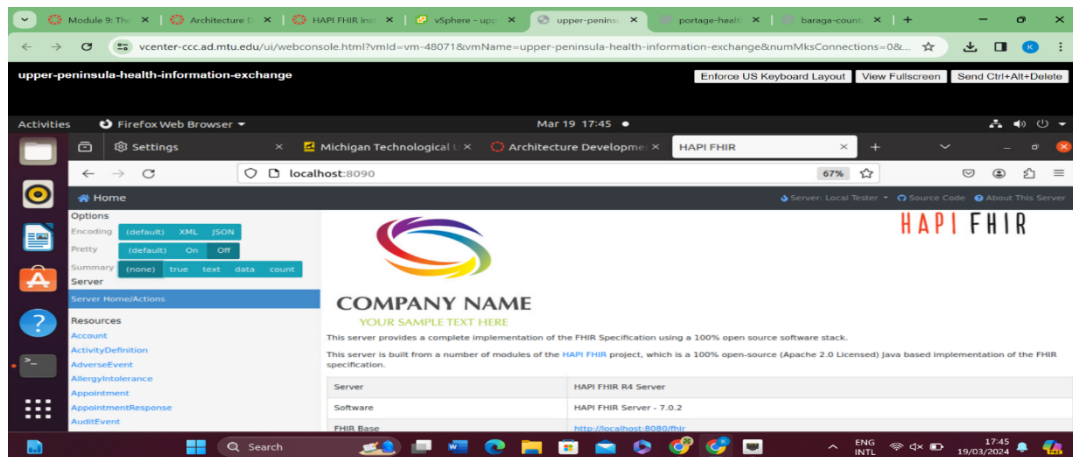 Module 9: The
Architecture D
HAPI FHIR inst
vSphere - upp
upper-penins
portage-healt
baraga-count
vcenter-ccc.ad.mtu.edu/ui/webconsole.html?vmId=vm-48071&vmName=upper-peninsula-health-information-exchange&numMksConnections=0&...
K
upper-peninsula-health-information-exchange
Enforce US Keyboard Layout
View Fullscreen
Send Ctrl+Alt+Delete
Activities
Firefox Web Browser
Mar 19 17:45
Settings
Michigan Technological U
Architecture Developme
HAPI FHIR
localhost:8090
67%
Home
Server: Local Tester
Source Code
About This Server
Options
Encoding (default) XML JSON
Pretty (default) On Off
Summary (none) true text data count
Server
Server Home/Actions
Resources
Account
ActivityDefinition
AdverseEvent
AllergyIntolerance
Appointment
AppointmentResponse
AuditEvent
HAPI FHIR
COMPANY NAME
YOUR SAMPLE TEXT HERE
This server provides a complete implementation of the FHIR Specification using a 100% open source software stack.
This server is built from a number of modules of the HAPI FHIR project, which is a 100% open-source (Apache 2.0 Licensed) Java based implementation of the FHIR
specification.
Server HAPI FHIR R4 Server
Software HAPI FHIR Server - 7.0.2
FHIR Base http://localhost:8080/fhir
Search
ENG
INTL
17:45
19/03/2024